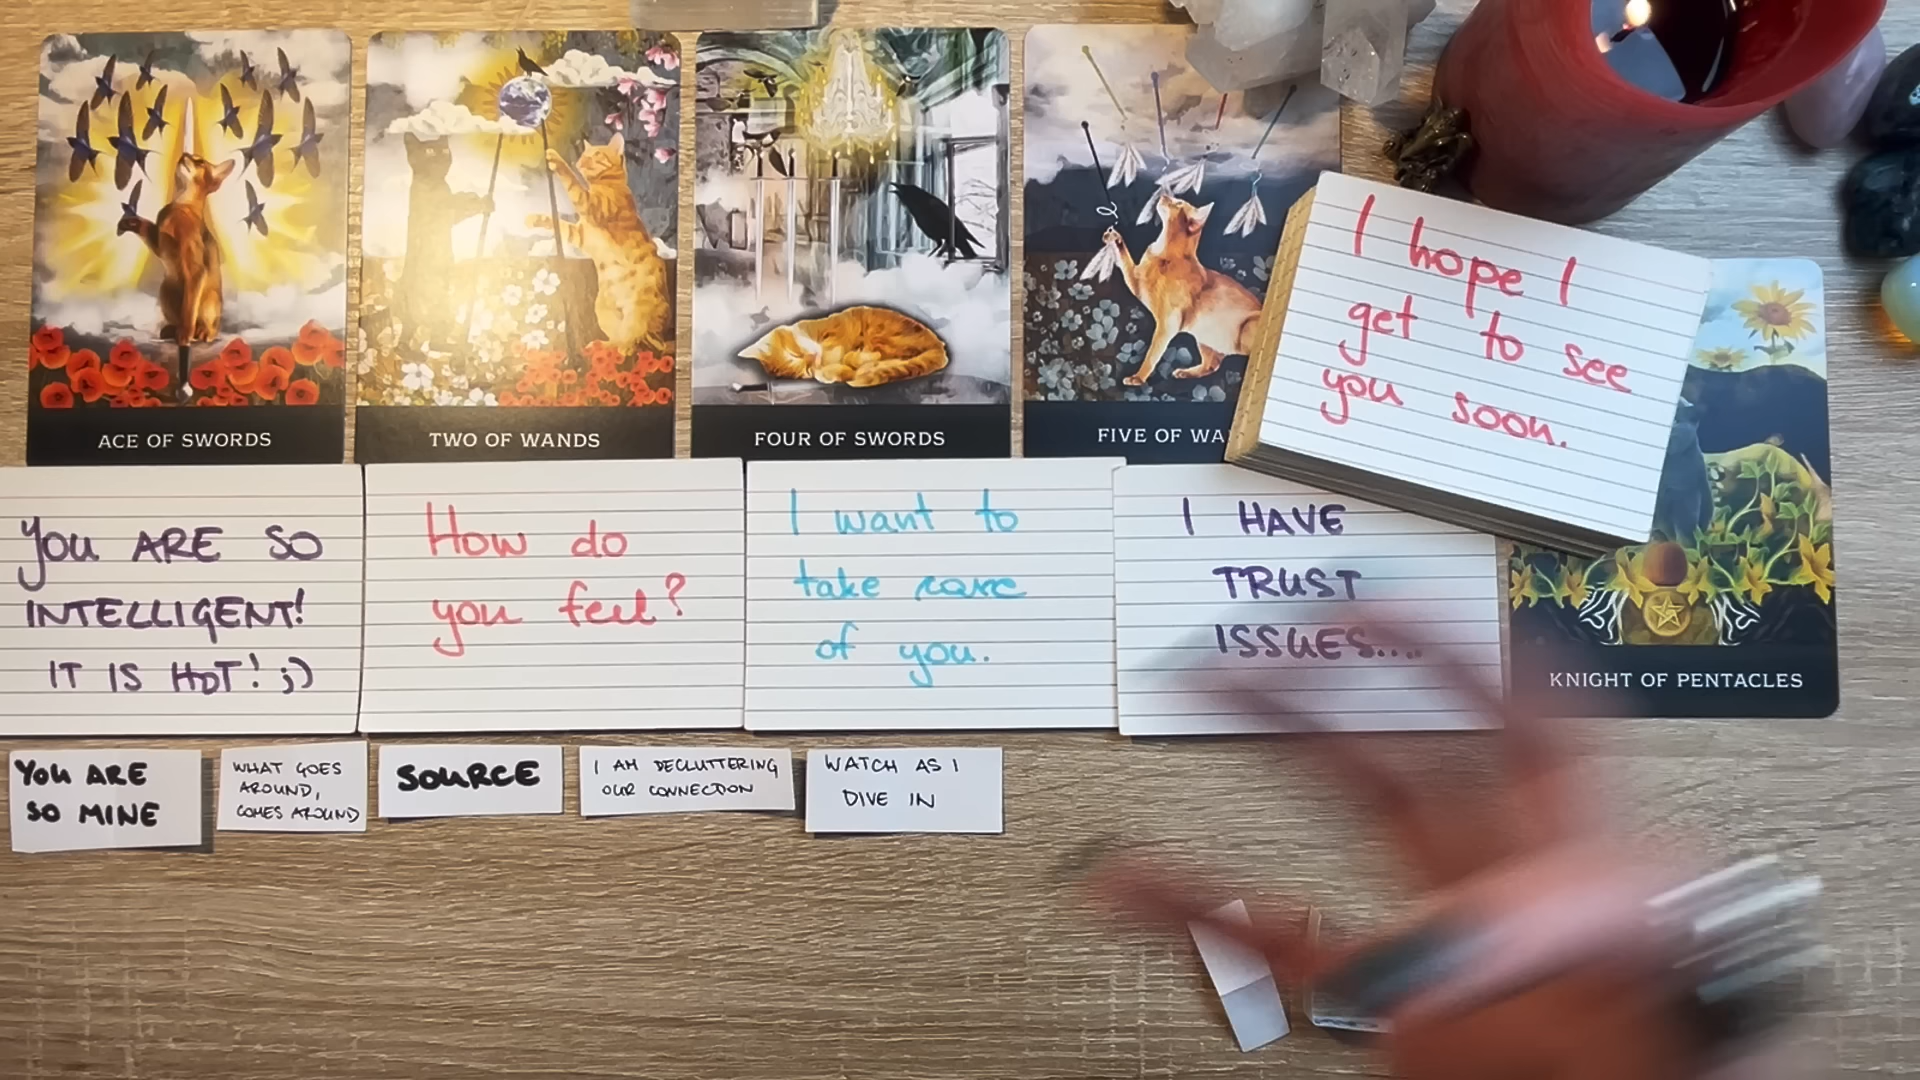 ACE OF SWORDS
TWO OF WANDS
FOUR OF SWORDS
FIVE OF WA
KNIGHT OF PENTACLES
I hope I
get to see
you soon.
You ARE SO
INTELLIGENT!
IT IS HOT! ;)
How do
you feel?
I want to
take care
of you.
I HAVE
TRUST
ISSUES....
YOU ARE
SO MINE
WHAT GOES
AROUND,
COMES AROUND
SOURCE
I AM DECLUTTERING
OUR CONNECTION
WATCH AS I
DIVE IN